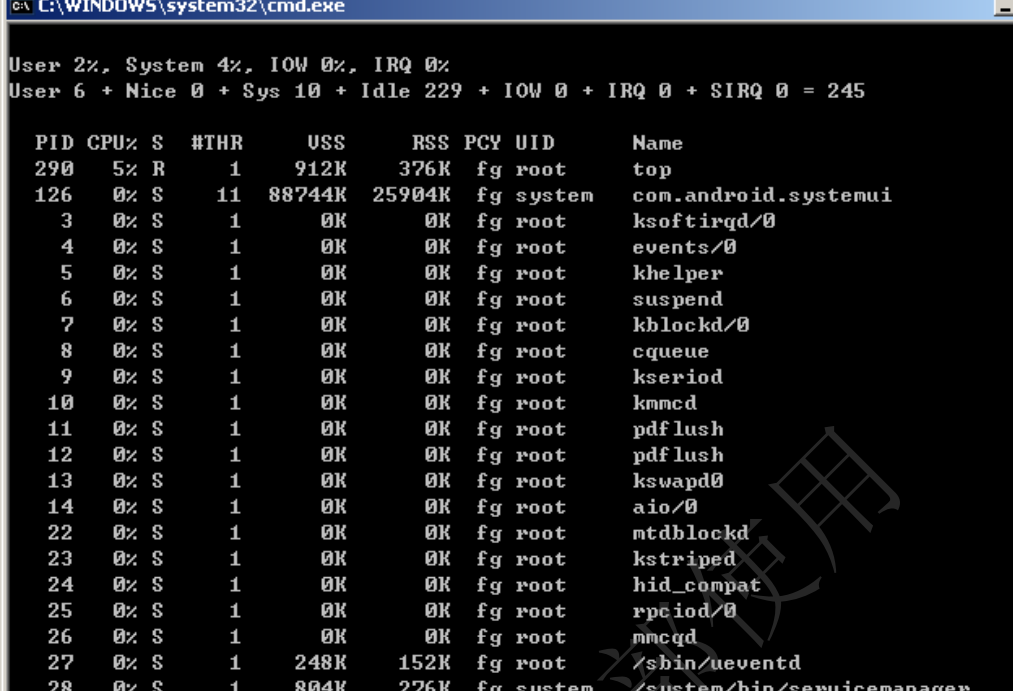 C:\WINDOWS\system32\cmd.exe
User 2%, System 4%, IOW 0%, IRQ 0%
User 6 + Nice 0 + Sys 10 + Idle 229 + IOW 0 + IRQ 0 + SIRQ 0 = 245
PID CPU% S #THR VSS RSS PCY UID Name
290 5% R 1 912K 376K fg root top
126 0% S 11 88744K 25904K fg system com.android.systemui
3 0% S 1 0K 0K fg root ksoftirqd/0
4 0% S 1 0K 0K fg root events/0
5 0% S 1 0K 0K fg root khelper
6 0% S 1 0K 0K fg root suspend
7 0% S 1 0K 0K fg root kblockd/0
8 0% S 1 0K 0K fg root cqueue
9 0% S 1 0K 0K fg root kseriod
10 0% S 1 0K 0K fg root kmmcd
11 0% S 1 0K 0K fg root pdflush
12 0% S 1 0K 0K fg root pdflush
13 0% S 1 0K 0K fg root kswapd0
14 0% S 1 0K 0K fg root aio/0
22 0% S 1 0K 0K fg root mtdblockd
23 0% S 1 0K 0K fg root kstriped
24 0% S 1 0K 0K fg root hid_compat
25 0% S 1 0K 0K fg root rpciod/0
26 0% S 1 0K 0K fg root mmcqd
27 0% S 1 248K 152K fg root /sbin/ueventd
28 0% S 1 804K 276K fg system /system/bin/servicemanager
部使用